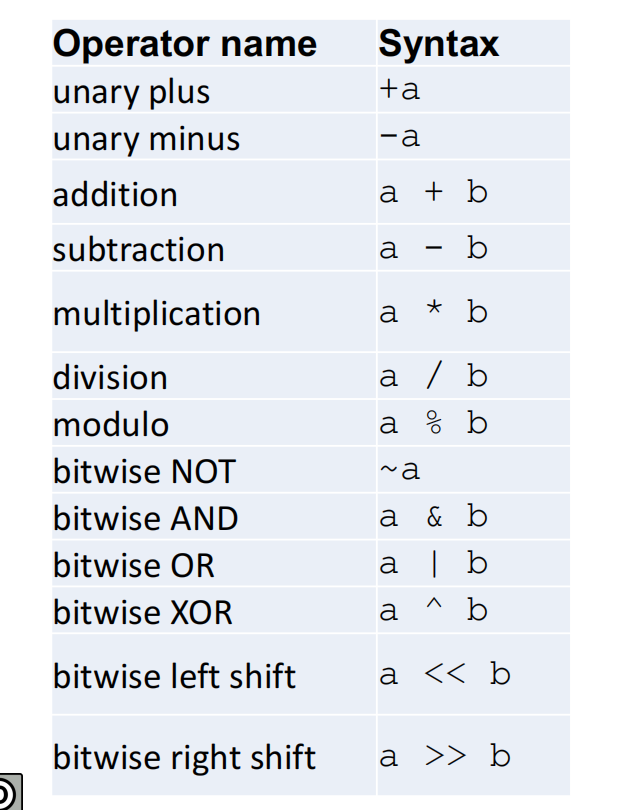 Operator name Syntax
unary plus +a
unary minus -a
addition a + b
subtraction a - b
multiplication a * b
division a / b
modulo a % b
bitwise NOT ~a
bitwise AND a & b
bitwise OR a | b
bitwise XOR a ^ b
bitwise left shift a << b
bitwise right shift a >> b